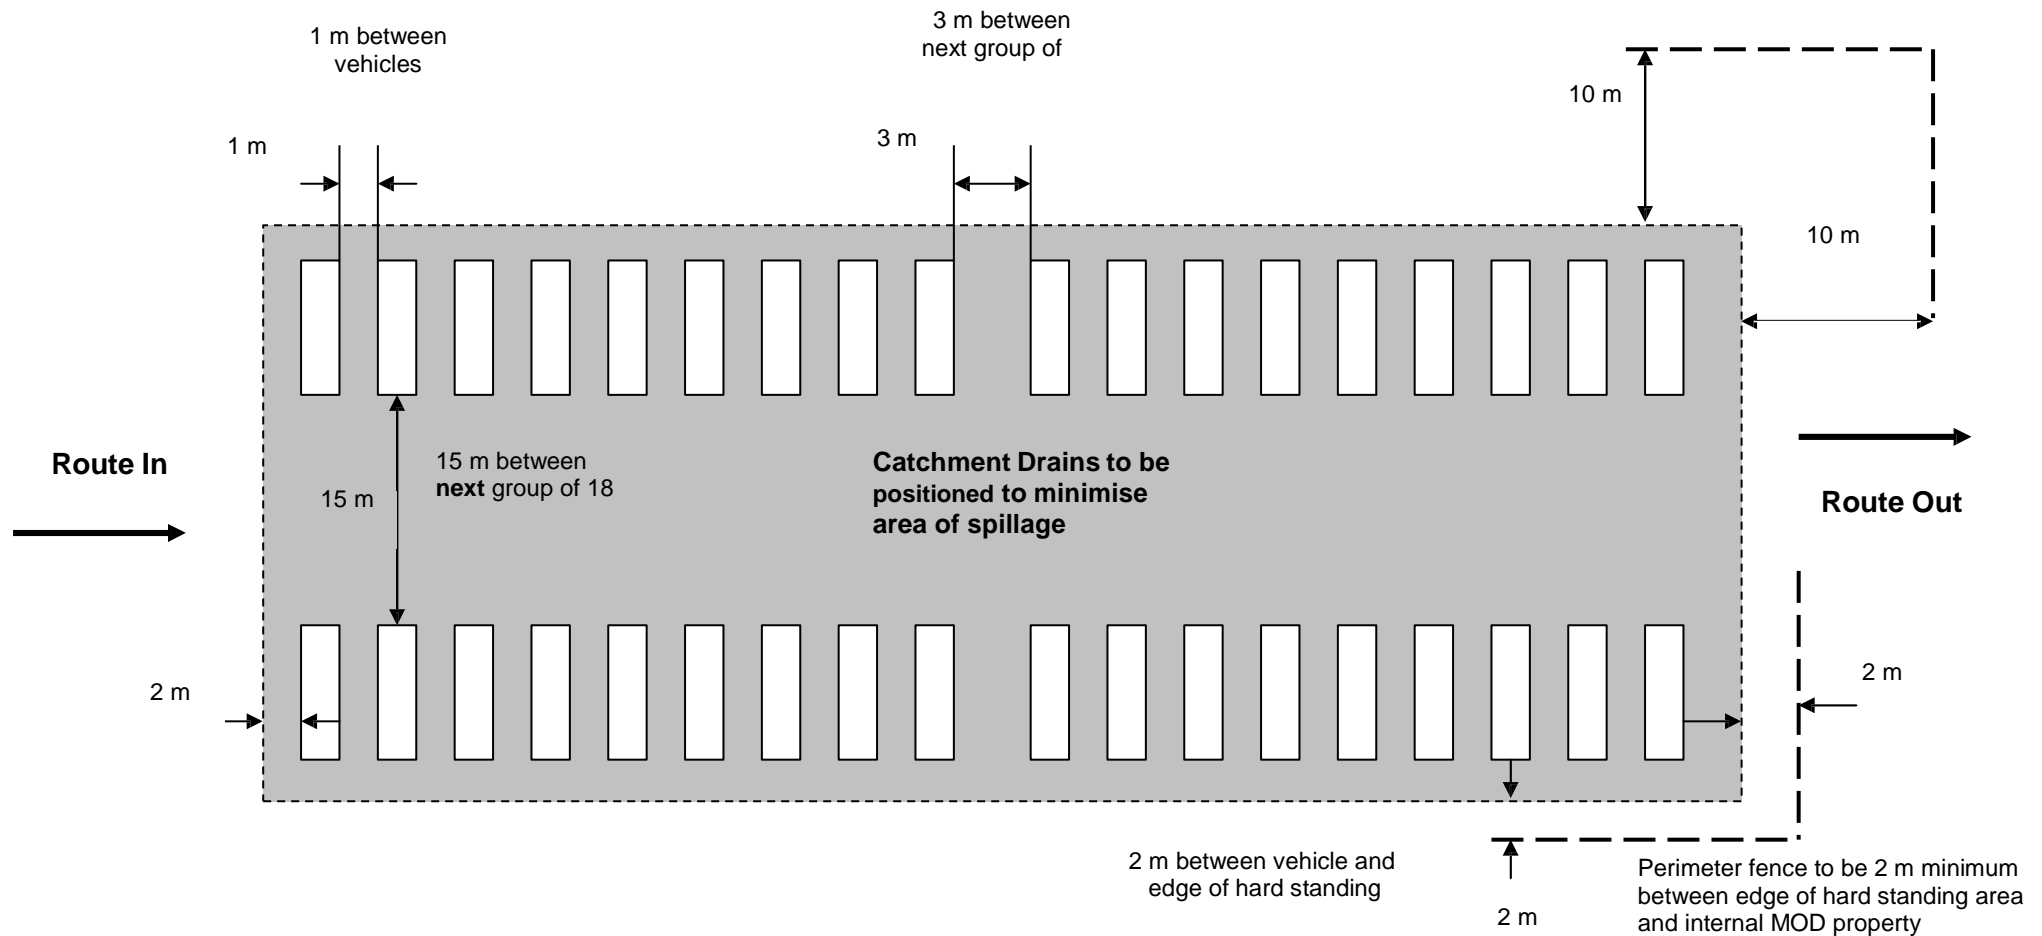 1 m between
vehicles
3 m between
next group of
10 m
1 m
3 m
10 m
Route In
15 m
15 m between
next group of 18
Catchment Drains to be
positioned to minimise
area of spillage
Route Out
2 m
2 m
2 m between vehicle and
edge of hard standing
2 m
Perimeter fence to be 2 m minimum
between edge of hard standing area
and internal MOD property